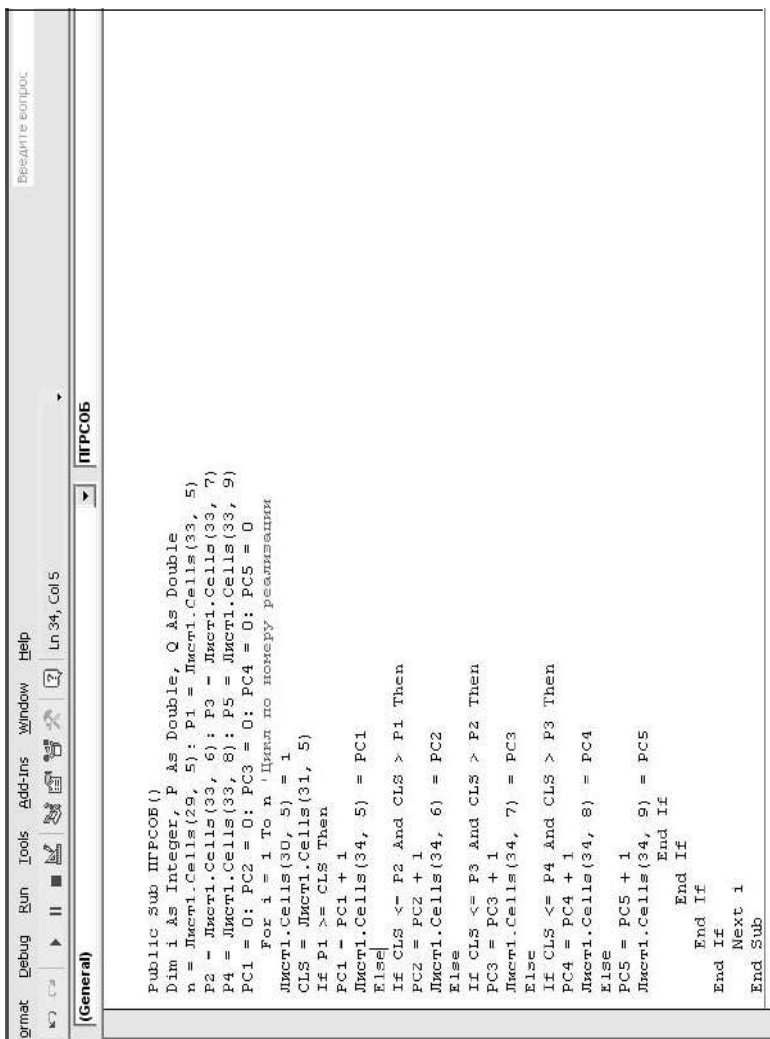 ormat Debug Run Tools Add-Ins Window Help Введите вопрос
Ln 34, Col 5
(General) ПГРСОБ
Public Sub ПГРСОБ()
Dim i As Integer, P As Double, Q As Double
n = Лист1.Cells(29, 5): P1 = Лист1.Cells(33, 5)
P2 = Лист1.Cells(33, 6): P3 = Лист1.Cells(33, 7)
P4 = Лист1.Cells(33, 8): P5 = Лист1.Cells(33, 9)
PC1 = 0: PC2 = 0: PC3 = 0: PC4 = 0: PC5 = 0
For i = 1 To n 'Цикл по номеру реализации
Лист1.Cells(30, 5) = 1
CLS = Лист1.Cells(31, 5)
If P1 >= CLS Then
PC1 = PC1 + 1
Лист1.Cells(34, 5) = PC1
Else
If CLS <= P2 And CLS > P1 Then
PC2 = PC2 + 1
Лист1.Cells(34, 6) = PC2
Else
If CLS <= P3 And CLS > P2 Then
PC3 = PC3 + 1
Лист1.Cells(34, 7) = PC3
Else
If CLS <= P4 And CLS > P3 Then
PC4 = PC4 + 1
Лист1.Cells(34, 8) = PC4
Else
PC5 = PC5 + 1
Лист1.Cells(34, 9) = PC5
End If
End If
End If
End If
Next i
End Sub